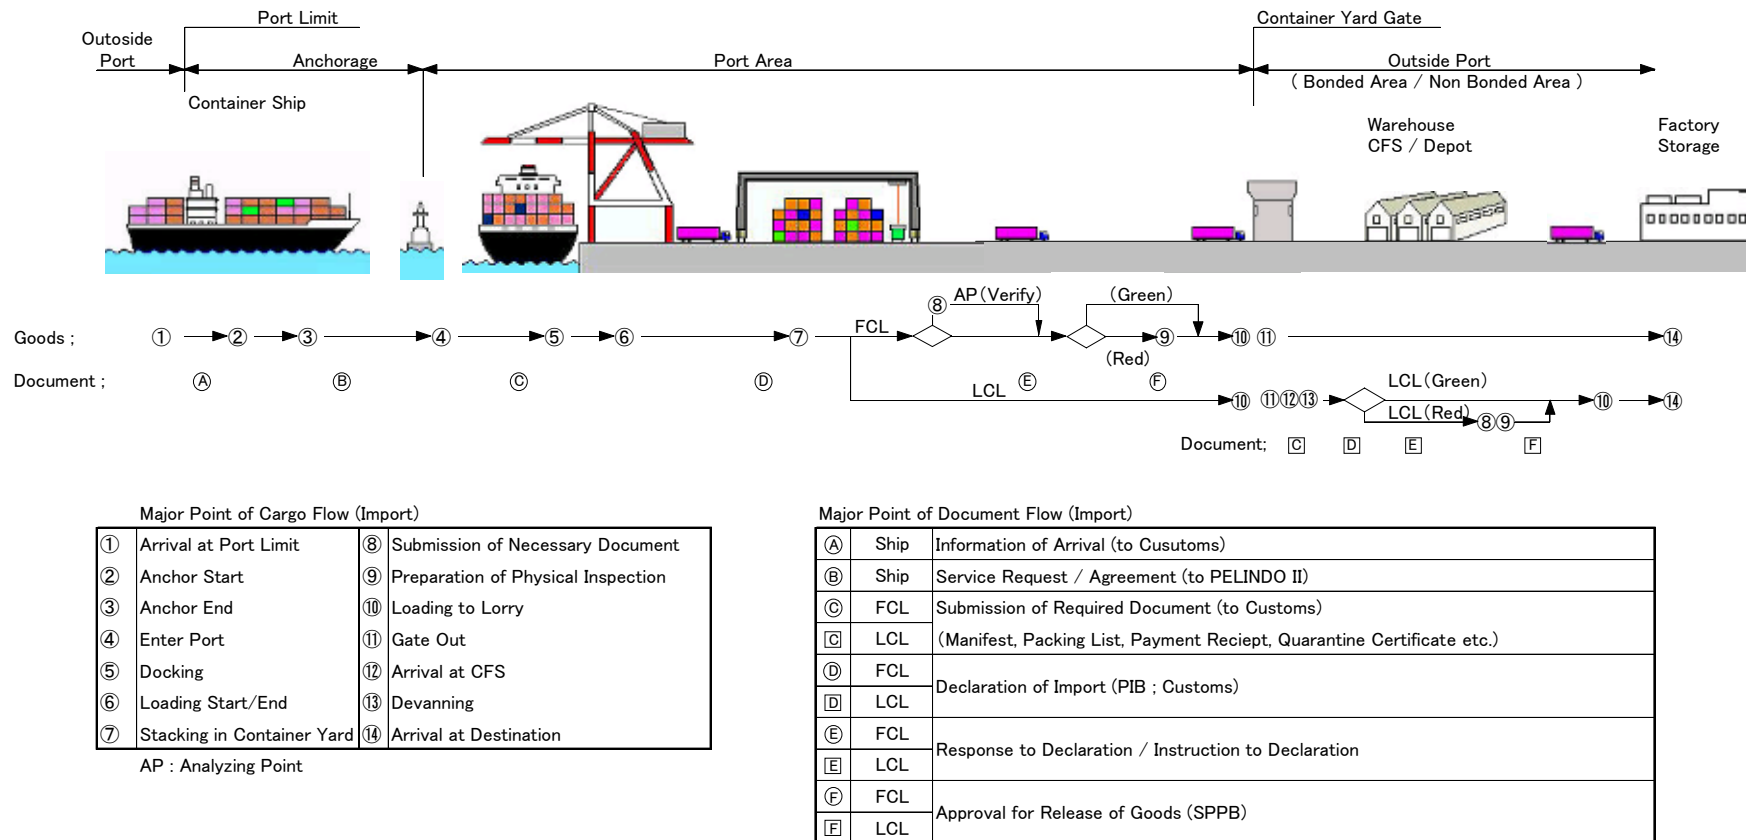 Port Limit
Container Yard Gate
Outoside
Port
Anchorage
Port Area
Outside Port
( Bonded Area / Non Bonded Area )
Container Ship
Warehouse
CFS / Depot
Factory
Storage
⑧ AP(Verify) (Green)
Goods ; ① ② ③ ④ ⑤ ⑥ ⑦ FCL ⑨ ⑩ ⑪ ⑭
(Red)
Document ; Ⓐ Ⓑ Ⓒ Ⓓ Ⓔ Ⓕ LCL(Green)
LCL ⑩ ⑪⑫⑬ ⑩ ⑭
LCL(Red) ⑧⑨
Document; 🄲 🄳 🄴 🄵
Major Point of Cargo Flow (Import)
① Arrival at Port Limit ⑧ Submission of Necessary Document
② Anchor Start ⑨ Preparation of Physical Inspection
③ Anchor End ⑩ Loading to Lorry
④ Enter Port ⑪ Gate Out
⑤ Docking ⑫ Arrival at CFS
⑥ Loading Start/End ⑬ Devanning
⑦ Stacking in Container Yard ⑭ Arrival at Destination
AP : Analyzing Point
Major Point of Document Flow (Import)
Ⓐ Ship Information of Arrival (to Cusutoms)
Ⓑ Ship Service Request / Agreement (to PELINDO II)
Ⓒ FCL Submission of Required Document (to Customs)
🄲 LCL (Manifest, Packing List, Payment Reciept, Quarantine Certificate etc.)
Ⓓ FCL
Declaration of Import (PIB ; Customs)
🄳 LCL
Ⓔ FCL
Response to Declaration / Instruction to Declaration
🄴 LCL
Ⓕ FCL
Approval for Release of Goods (SPPB)
🄵 LCL